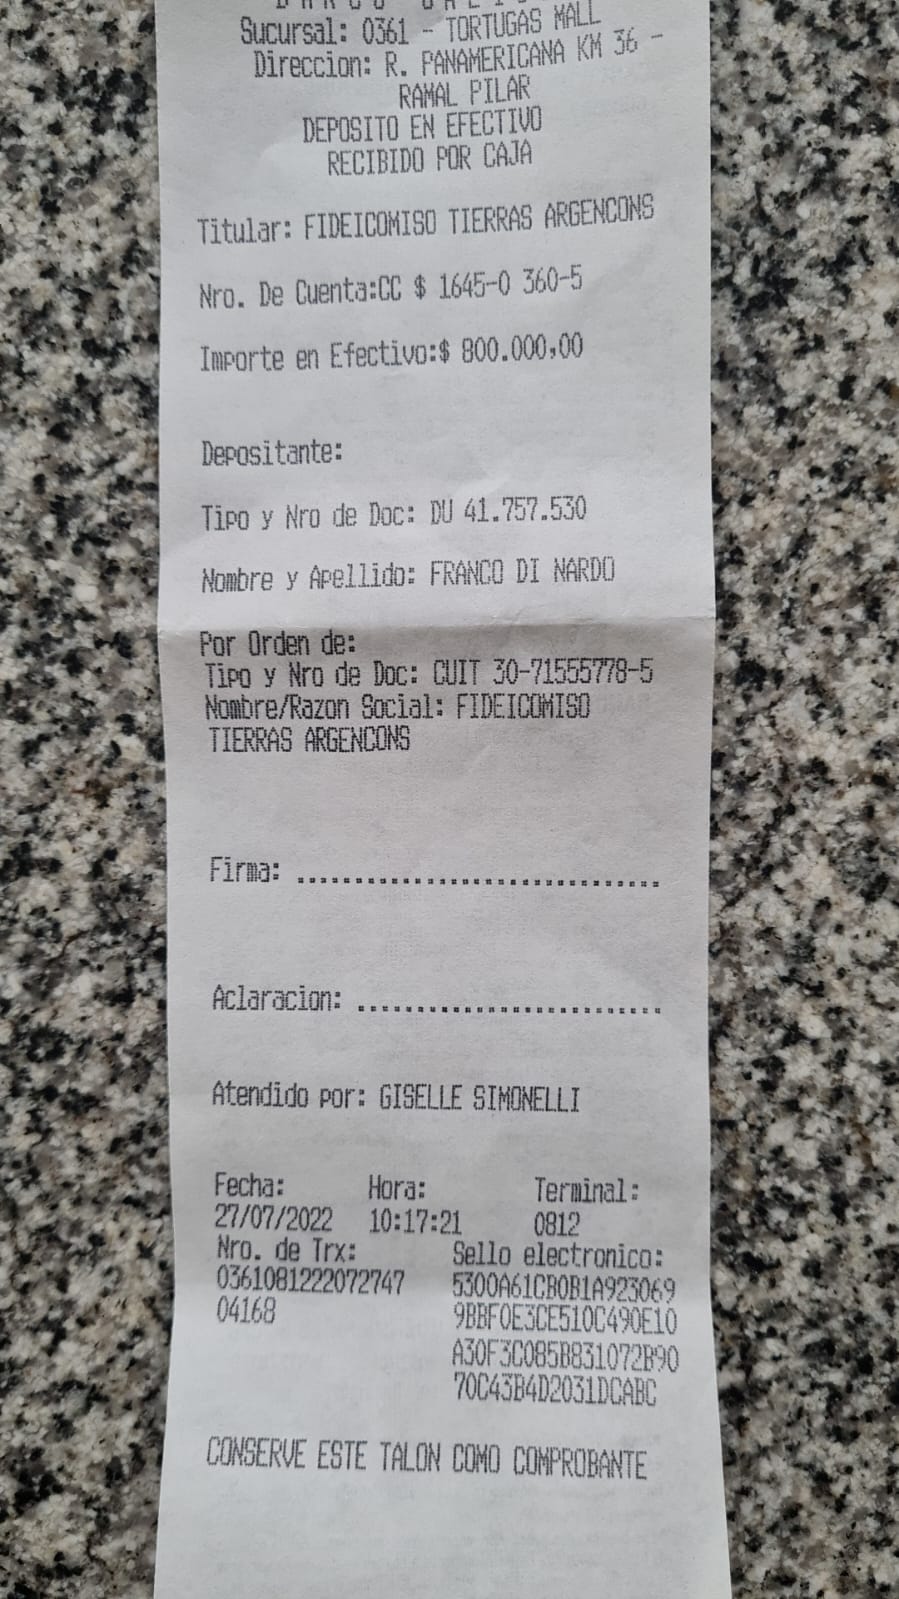 Sucursal: 0361 - TORTUGAS MALL
Direccion: R. PANAMERICANA KM 36 -
RAMAL PILAR
DEPOSITO EN EFECTIVO
RECIBIDO POR CAJA
Titular: FIDEICOMISO TIERRAS ARGENCONS
Nro. De Cuenta:CC $ 1645-0 360-5
Importe en Efectivo:$ 800.000,00
Depositante:
Tipo y Nro de Doc: DU 41.757.530
Nombre y Apellido: FRANCO DI NARDO
Por Orden de:
Tipo y Nro de Doc: CUIT 30-71555778-5
Nombre/Razon Social: FIDEICOMISO
TIERRAS ARGENCONS
Firma: ...............................
Aclaracion: ..........................
Atendido por: GISELLE SIMONELLI
Fecha: Hora: Terminal:
27/07/2022 10:17:21 0812
Nro. de Trx: Sello electronico:
0361081222072747 5300A61CB0B1A923069
04168 9BBF0E3CE510C490E10
A30F3C085B831072B90
70C43B4D2031DCABC
CONSERVE ESTE TALON COMO COMPROBANTE